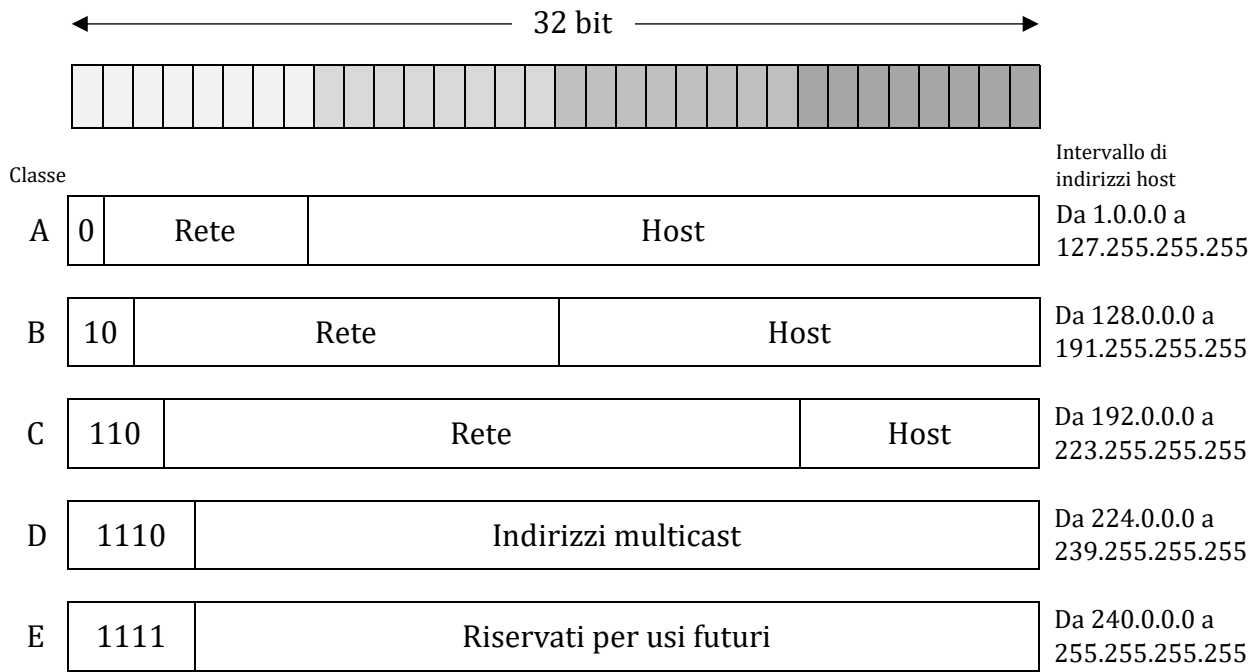 32 bit
Classe
Intervallo di
indirizzi host
A 0 Rete Host Da 1.0.0.0 a
127.255.255.255
B 10 Rete Host Da 128.0.0.0 a
191.255.255.255
C 110 Rete Host Da 192.0.0.0 a
223.255.255.255
D 1110 Indirizzi multicast Da 224.0.0.0 a
239.255.255.255
E 1111 Riservati per usi futuri Da 240.0.0.0 a
255.255.255.255